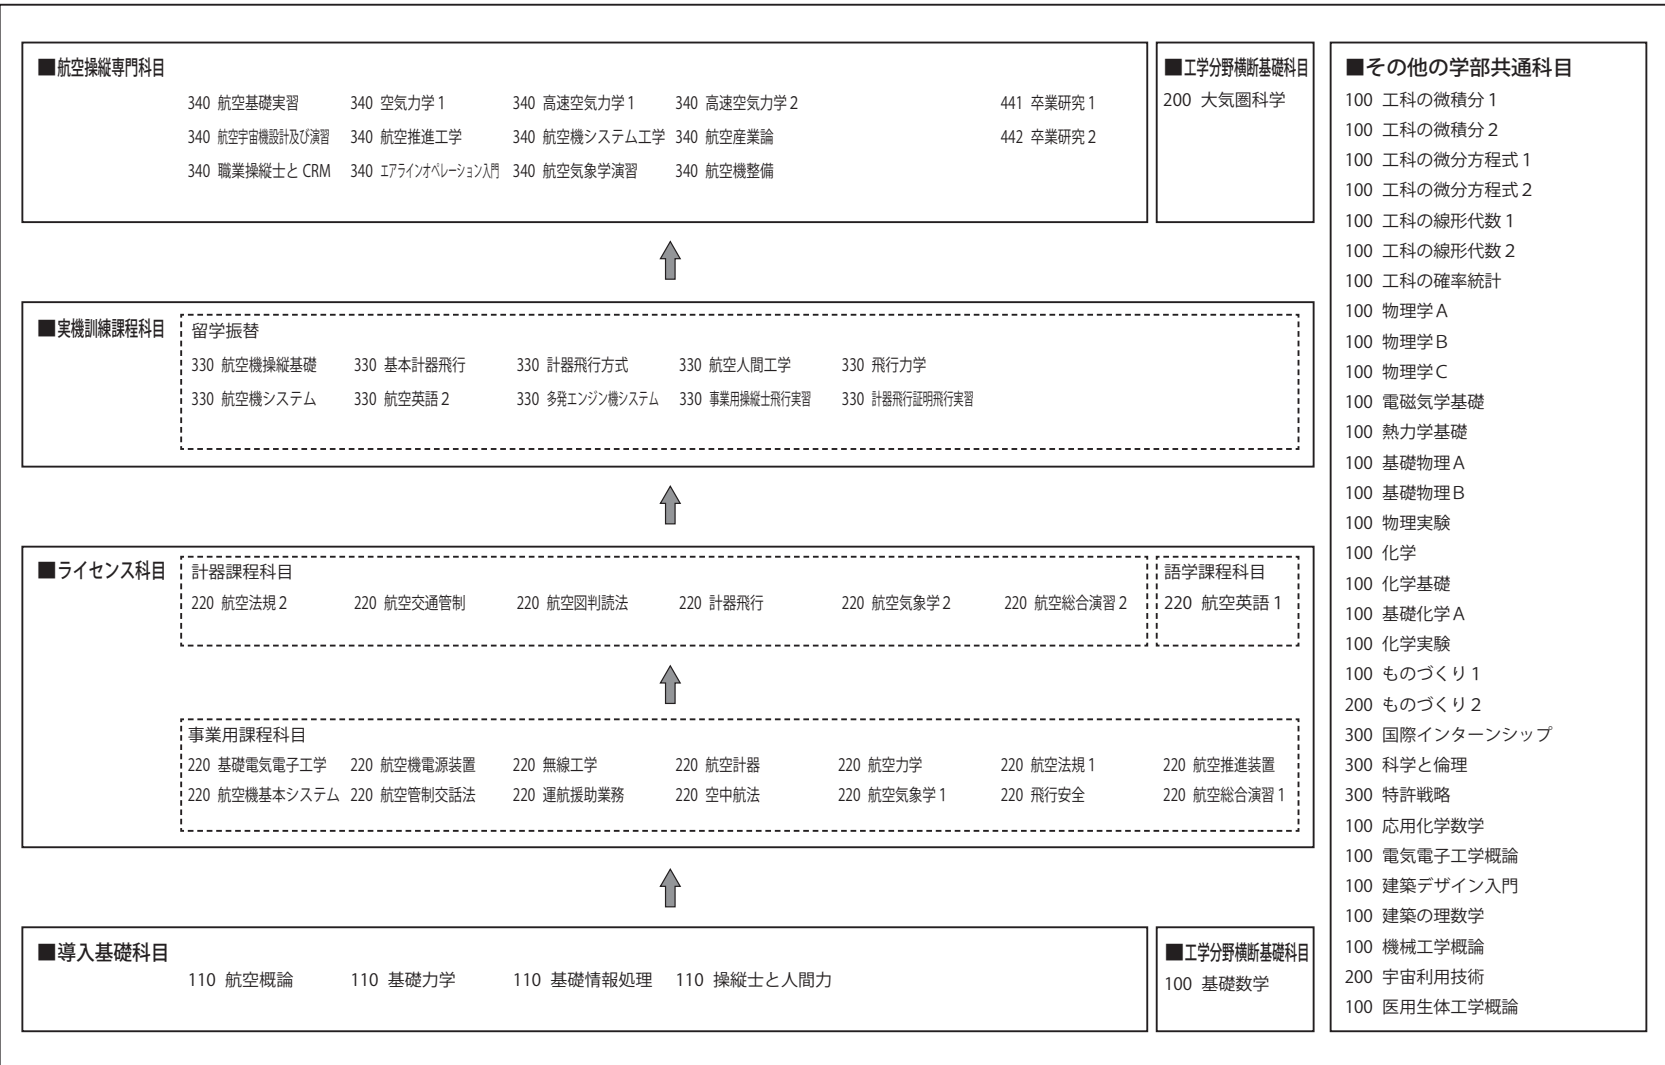 ■航空操縦専門科目
340 航空基礎実習 340 空気力学1 340 高速空気力学1 340 高速空気力学2 441 卒業研究1
340 航空宇宙機設計及び演習 340 航空推進工学 340 航空機システム工学 340 航空産業論 442 卒業研究2
340 職業操縦士とCRM 340 エアラインオペレーション入門 340 航空気象学演習 340 航空機整備
■工学分野横断基礎科目
200 大気圏科学
■実機訓練課程科目
留学振替
330 航空機操縦基礎 330 基本計器飛行 330 計器飛行方式 330 航空人間工学 330 飛行力学
330 航空機システム 330 航空英語2 330 多発エンジン機システム 330 事業用操縦士飛行実習 330 計器飛行証明飛行実習
■ライセンス科目
計器課程科目
220 航空法規2 220 航空交通管制 220 航空図判読法 220 計器飛行 220 航空気象学2 220 航空総合演習2
語学課程科目
220 航空英語1
事業用課程科目
220 基礎電気電子工学 220 航空機電源装置 220 無線工学 220 航空計器 220 航空力学 220 航空法規1 220 航空推進装置
220 航空機基本システム 220 航空管制交話法 220 運航援助業務 220 空中航法 220 航空気象学1 220 飛行安全 220 航空総合演習1
■導入基礎科目
110 航空概論 110 基礎力学 110 基礎情報処理 110 操縦士と人間力
■工学分野横断基礎科目
100 基礎数学
■その他の学部共通科目
100 工科の微積分1
100 工科の微積分2
100 工科の微分方程式1
100 工科の微分方程式2
100 工科の線形代数1
100 工科の線形代数2
100 工科の確率統計
100 物理学A
100 物理学B
100 物理学C
100 電磁気学基礎
100 熱力学基礎
100 基礎物理A
100 基礎物理B
100 物理実験
100 化学
100 化学基礎
100 基礎化学A
100 化学実験
100 ものづくり1
200 ものづくり2
300 国際インターンシップ
300 科学と倫理
300 特許戦略
100 応用化学数学
100 電気電子工学概論
100 建築デザイン入門
100 建築の理数学
100 機械工学概論
200 宇宙利用技術
100 医用生体工学概論